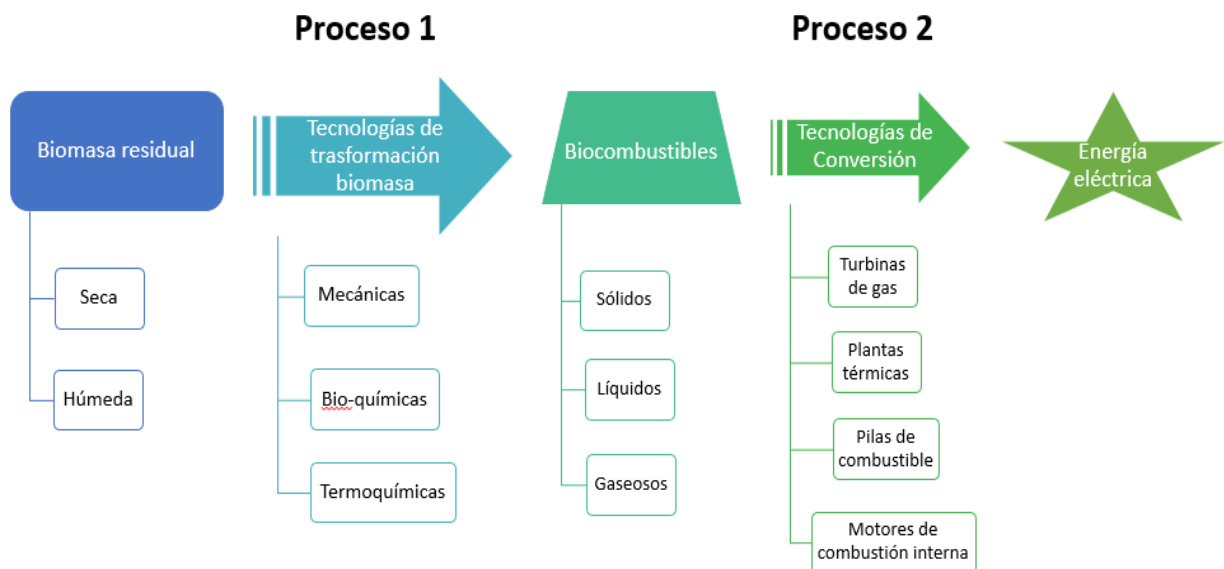 Proceso 1
Proceso 2
Biomasa residual
Tecnologías de
trasformación
biomasa
Biocombustibles
Tecnologías de
Conversión
Energía
eléctrica
Seca
Húmeda
Mecánicas
Bio-químicas
Termoquímicas
Sólidos
Líquidos
Gaseosos
Turbinas
de gas
Plantas
térmicas
Pilas de
combustible
Motores de
combustión interna